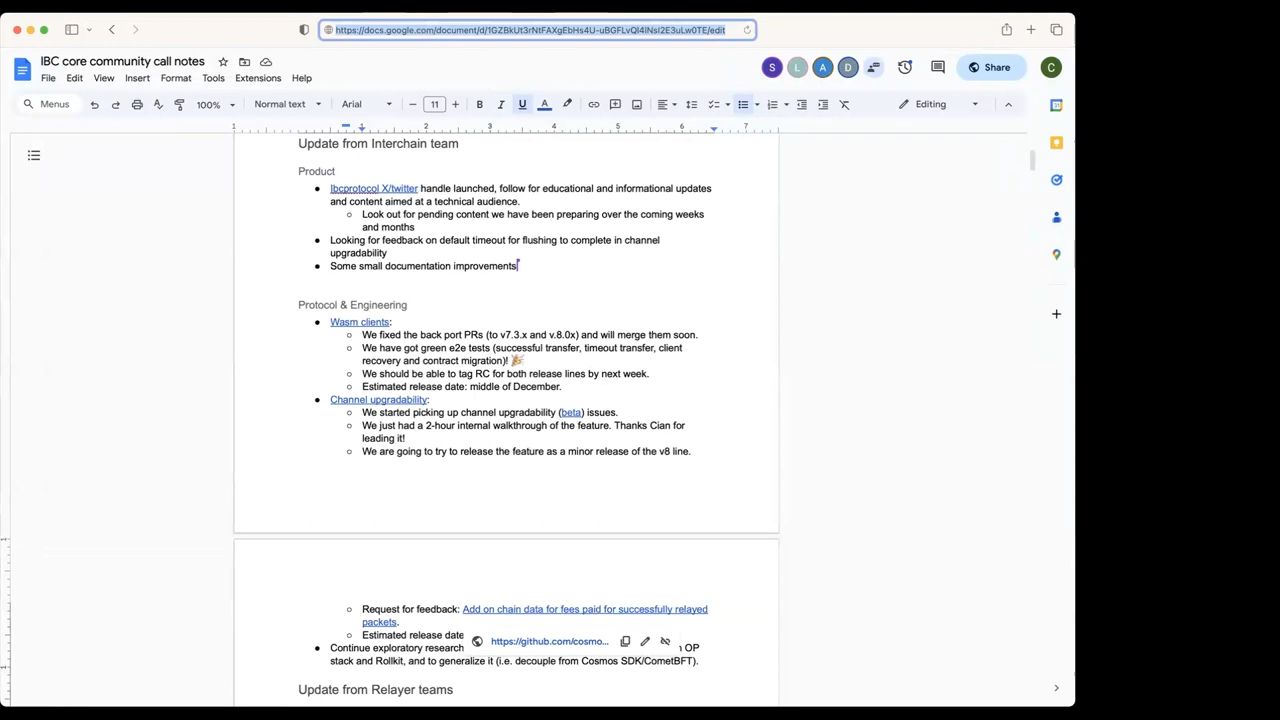 https://docs.google.com/document/d/1GZBkUt3rNtFAXgEbHs4U-uBGFLvQl4lNsI2E3uLw0TE/edit
IBC core community call notes
S L A D Share C
File Edit View Insert Format Tools Extensions Help
Menus 100% Normal text Arial 11 B I U A Editing
1 1 2 3 4 5 6 7
Update from Interchain team
Product
Ibcprotocol X/twitter handle launched, follow for educational and informational updates
and content aimed at a technical audience.
Look out for pending content we have been preparing over the coming weeks
and months
Looking for feedback on default timeout for flushing to complete in channel
upgradability
Some small documentation improvements
Protocol & Engineering
Wasm clients:
We fixed the back port PRs (to v7.3.x and v.8.0x) and will merge them soon.
We have got green e2e tests (successful transfer, timeout transfer, client
recovery and contract migration)! 🎉
We should be able to tag RC for both release lines by next week.
Estimated release date: middle of December.
Channel upgradability:
We started picking up channel upgradability (beta) issues.
We just had a 2-hour internal walkthrough of the feature. Thanks Cian for
leading it!
We are going to try to release the feature as a minor release of the v8 line.
Request for feedback: Add on chain data for fees paid for successfully relayed
packets.
Estimated release date
https://github.com/cosmo...
Continue exploratory research OP
stack and Rollkit, and to generalize it (i.e. decouple from Cosmos SDK/CometBFT).
Update from Relayer teams